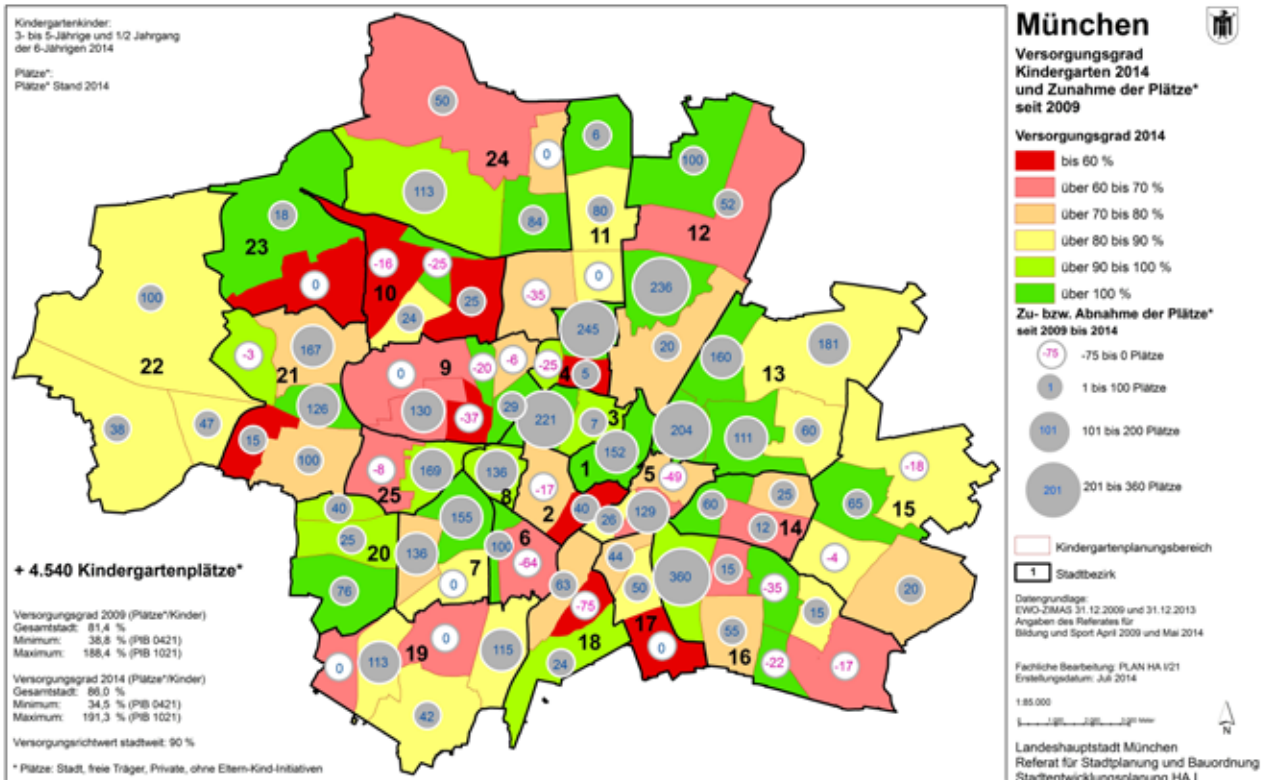 Kindergartenkinder:
3- bis 5-Jährige und 1/2 Jahrgang
der 6-Jährigen 2014
Plätze*:
Plätze* Stand 2014
50
24
0
6
100
52
12
113
84
80
11
0
18
23
0
-16
-25
10
24
25
-35
236
245
20
100
22
38
47
-3
167
21
126
15
100
9
0
130
-37
-20
-6
-25
4
5
29
221
7
3
152
1
160
181
13
204
111
60
-18
15
65
-4
20
-8
25
169
136
8
-17
2
40
26
129
5
-49
60
25
12
14
40
25
20
76
155
136
7
0
100
6
-64
63
-75
44
50
360
15
-35
15
55
16
-22
-17
17
0
18
24
0
113
19
0
115
42
+ 4.540 Kindergartenplätze*
Versorgungsgrad 2009 (Plätze*/Kinder)
Gesamtstadt: 81,4 %
Minimum: 38,8 % (PIB 0421)
Maximum: 188,4 % (PIB 1021)
Versorgungsgrad 2014 (Plätze*/Kinder)
Gesamtstadt: 86,0 %
Minimum: 34,5 % (PIB 0421)
Maximum: 191,3 % (PIB 1021)
Versorgungsrichtwert stadtweit: 90 %
* Plätze: Stadt, freie Träger, Private, ohne Eltern-Kind-Initiativen
München
Versorgungsgrad
Kindergarten 2014
und Zunahme der Plätze*
seit 2009
Versorgungsgrad 2014
bis 60 %
über 60 bis 70 %
über 70 bis 80 %
über 80 bis 90 %
über 90 bis 100 %
über 100 %
Zu- bzw. Abnahme der Plätze*
seit 2009 bis 2014
-75 -75 bis 0 Plätze
1 1 bis 100 Plätze
101 101 bis 200 Plätze
201 201 bis 360 Plätze
Kindergartenplanungsbereich
1 Stadtbezirk
Datengrundlage:
EWO-ZIMAS 31.12.2009 und 31.12.2013
Angaben des Referates für
Bildung und Sport April 2009 und Mai 2014
Fachliche Bearbeitung: PLAN HA I/21
Erstellungsdatum: Juli 2014
1:85.000
N
Landeshauptstadt München
Referat für Stadtplanung und Bauordnung
Stadtentwicklungsplanung HA I